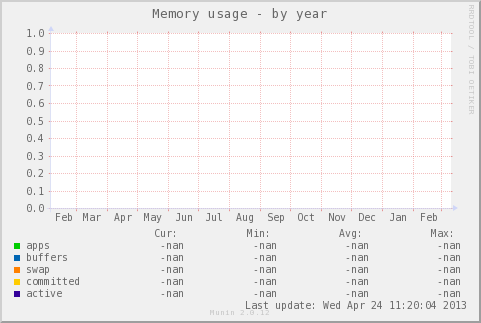 Memory usage - by year
RRDTOOL / TOBI OETIKER
1.0
0.9
0.8
0.7
0.6
0.5
0.4
0.3
0.2
0.1
0.0
Feb Mar Apr May Jun Jul Aug Sep Oct Nov Dec Jan Feb
Cur: Min: Avg: Max:
apps -nan -nan -nan -nan
buffers -nan -nan -nan -nan
swap -nan -nan -nan -nan
committed -nan -nan -nan -nan
active -nan -nan -nan -nan
Last update: Wed Apr 24 11:20:04 2013
Munin 2.0.12